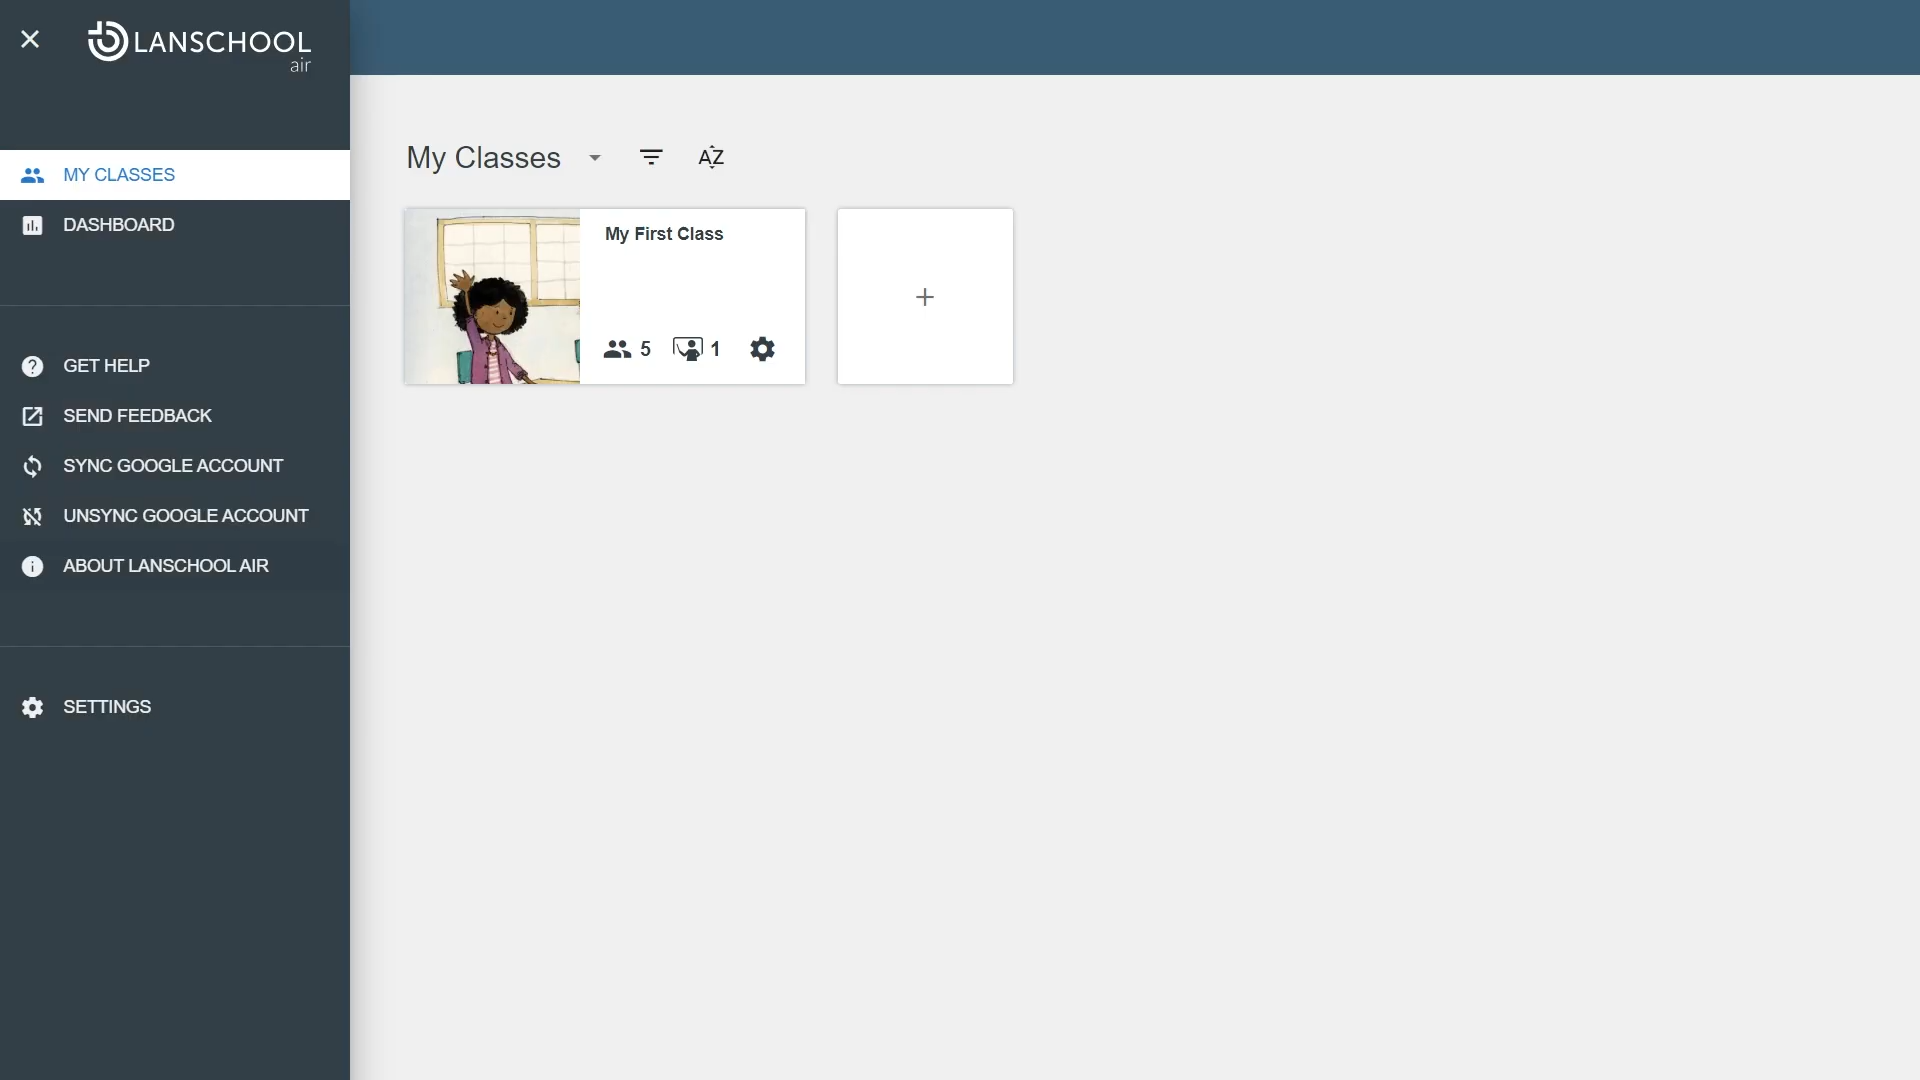 LANSCHOOL
air
MY CLASSES
DASHBOARD
GET HELP
SEND FEEDBACK
SYNC GOOGLE ACCOUNT
UNSYNC GOOGLE ACCOUNT
ABOUT LANSCHOOL AIR
SETTINGS
My Classes
AZ
My First Class
5 1